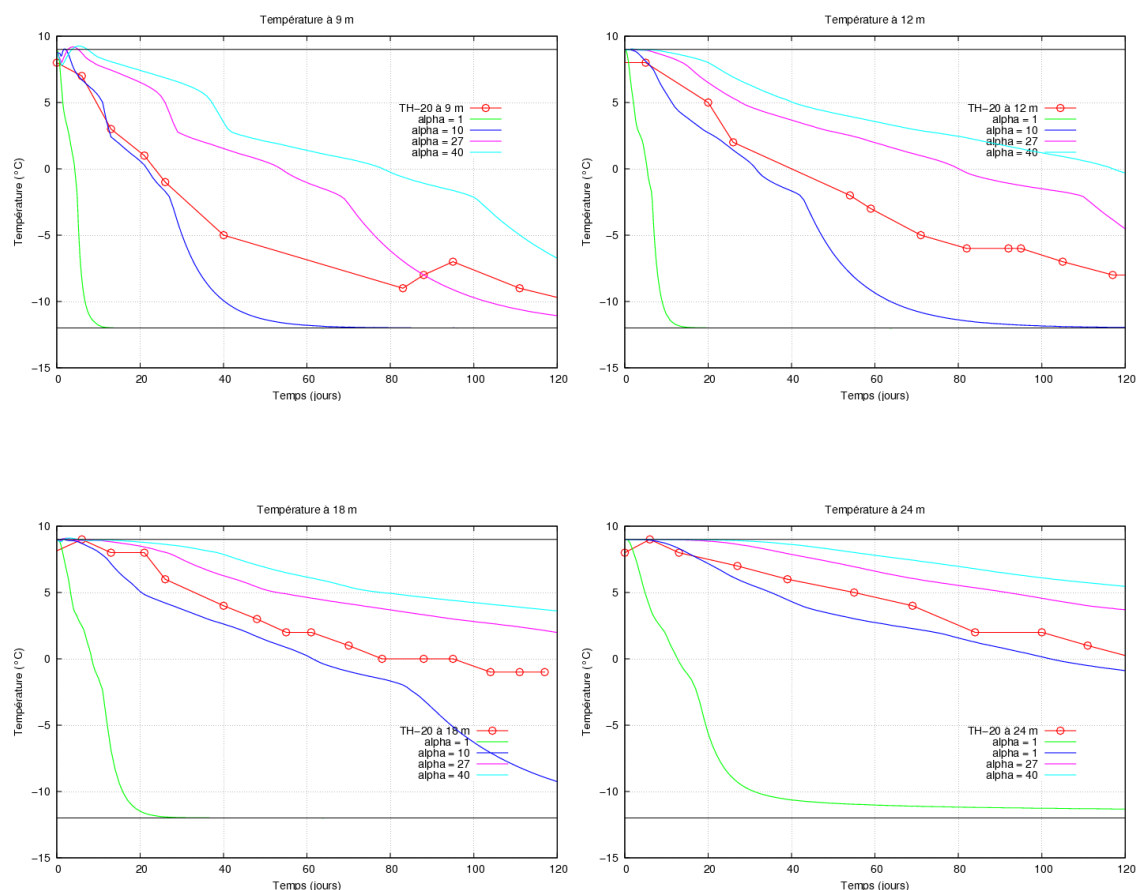 Température à 9 m
10
5
0
−5
−10
−15
0
20
40
60
80
100
120
Température (°C)
Temps (jours)
TH−20 à 9 m
alpha = 1
alpha = 10
alpha = 27
alpha = 40
Température à 12 m
10
5
0
−5
−10
−15
0
20
40
60
80
100
120
Température (°C)
Temps (jours)
TH−20 à 12 m
alpha = 1
alpha = 10
alpha = 27
alpha = 40
Température à 18 m
10
5
0
−5
−10
−15
0
20
40
60
80
100
120
Température (°C)
Temps (jours)
TH−20 à 18 m
alpha = 1
alpha = 10
alpha = 27
alpha = 40
Température à 24 m
10
5
0
−5
−10
−15
0
20
40
60
80
100
120
Température (°C)
Temps (jours)
TH−20 à 24 m
alpha = 1
alpha = 1
alpha = 27
alpha = 40